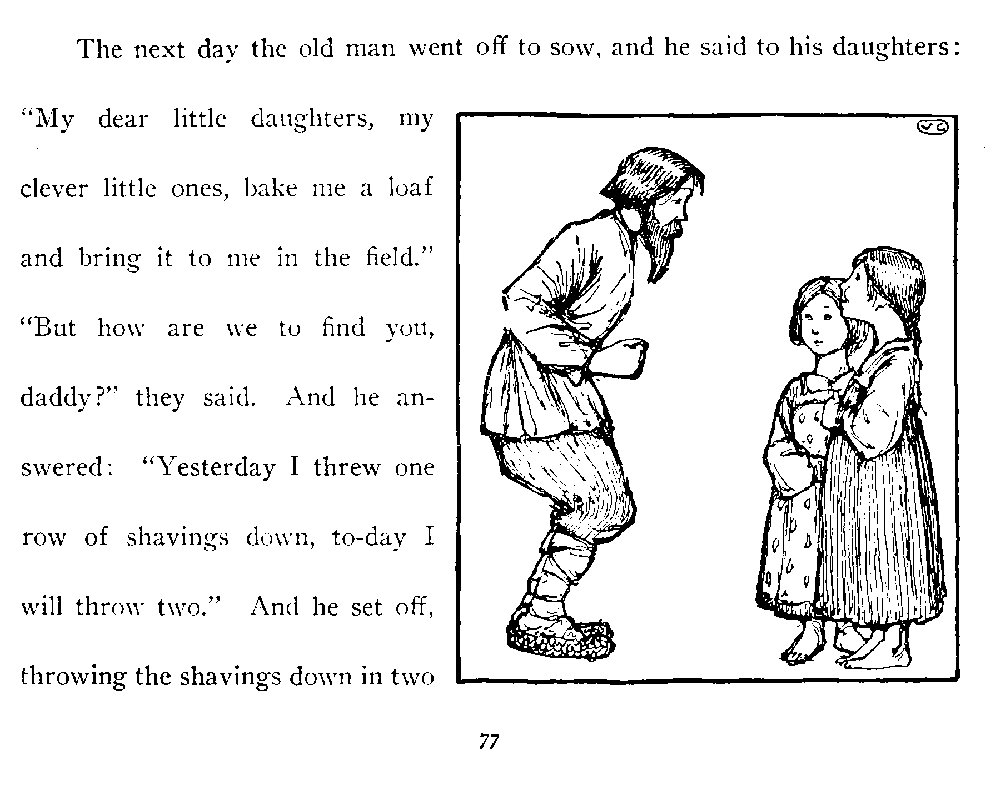 The next day the old man went off to sow, and he said to his daughters:
“My dear little daughters, my
clever little ones, bake me a loaf
and bring it to me in the field.”
“But how are we to find you,
daddy?” they said. And he an-
swered: “Yesterday I threw one
row of shavings down, to-day I
will throw two.” And he set off,
throwing the shavings down in two
VC
77